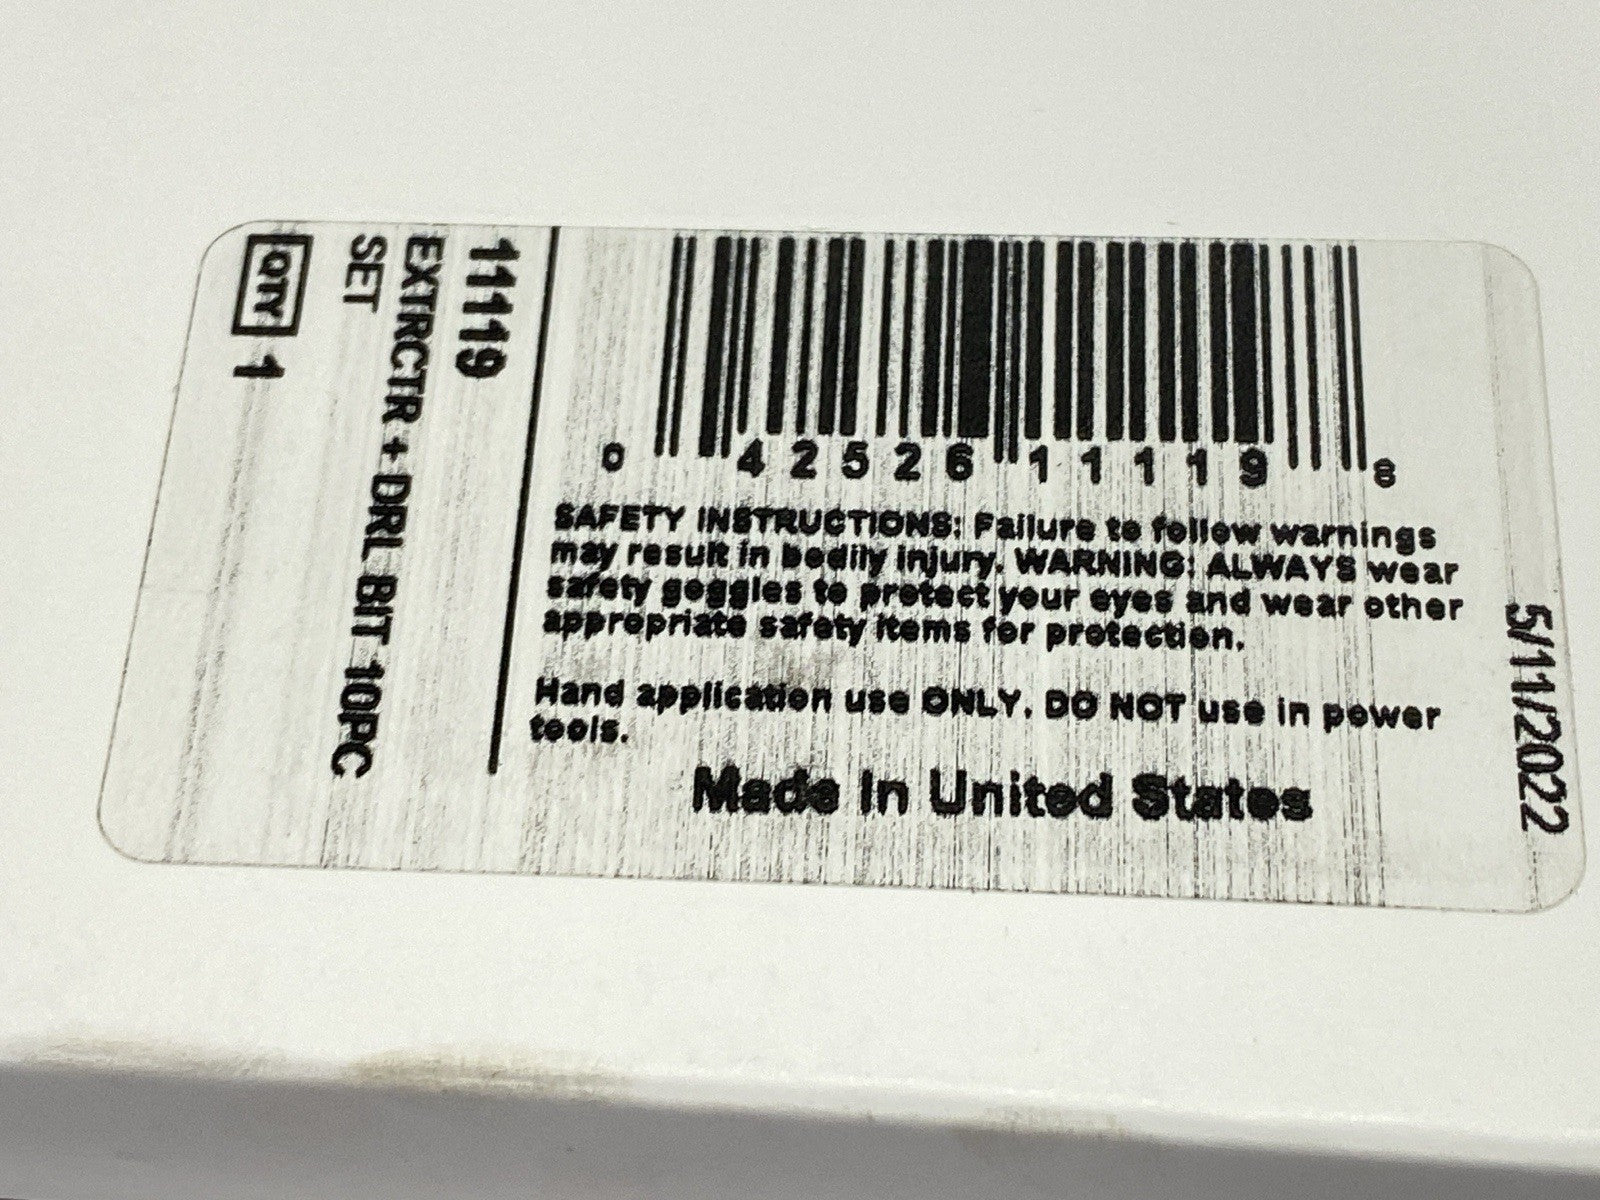 11119
EXTRCTR + DRL BIT 10PC
SET
QTY 1
0 42526 11119 8
SAFETY INSTRUCTIONS: Failure to follow warnings
may result in bodily injury. WARNING: ALWAYS wear
safety goggles to protect your eyes and wear other
appropriate safety items for protection.
Hand application use ONLY. DO NOT use in power
tools.
Made In United States
5/11/2022